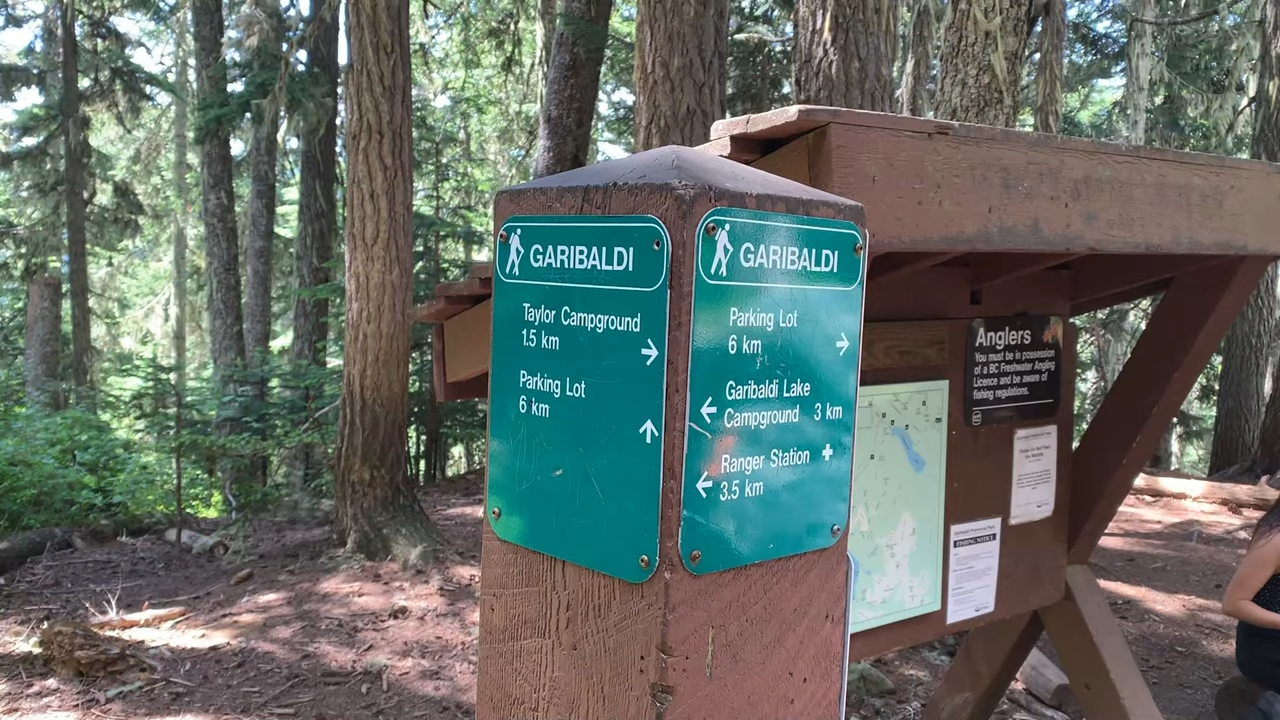 GARIBALDI
Taylor Campground
1.5 km
Parking Lot
6 km
GARIBALDI
Parking Lot
6 km
Garibaldi Lake
Campground 3 km
Ranger Station
3.5 km
Anglers
You must be in possession
of a BC Freshwater Angling
Licence and be aware of
fishing regulations.
FISHING NOTICE